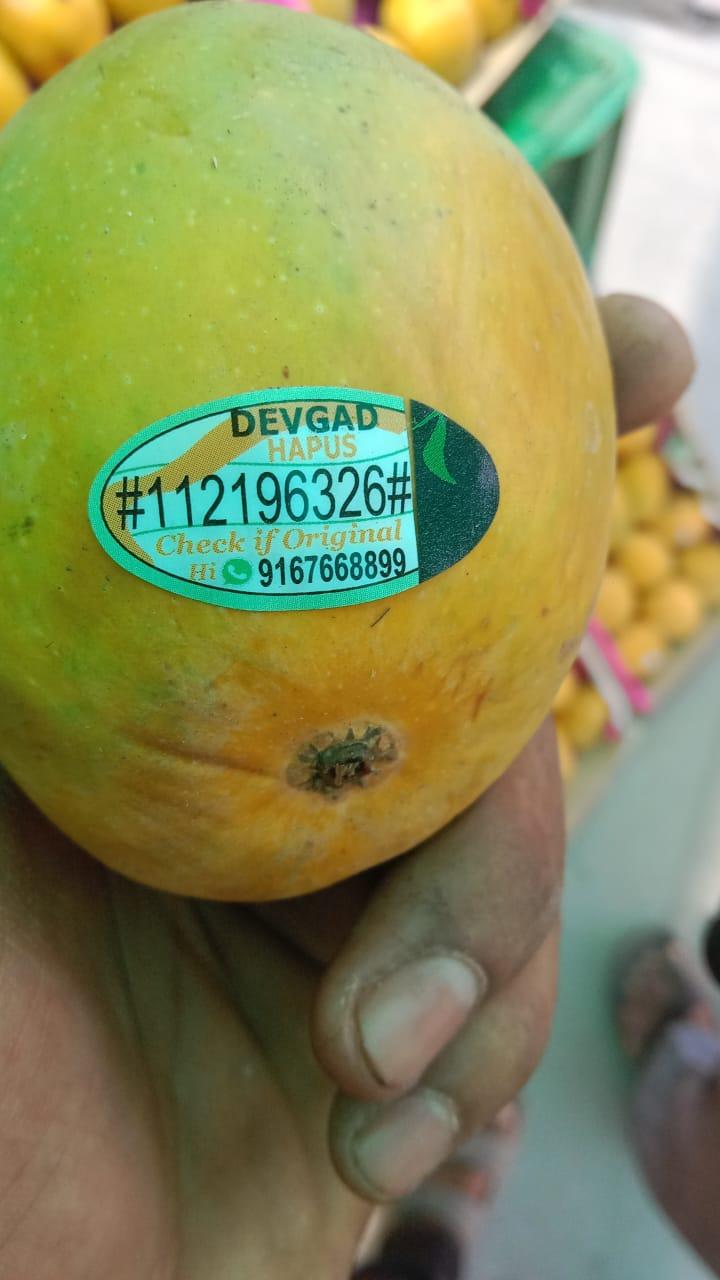 DEVGAD
HAPUS
#112196326#
Check if Original
Hi 9167668899